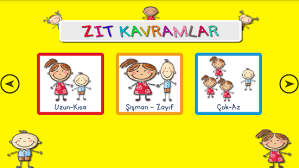 ZIT KAVRAMLAR
Uzun-Kısa
Şişman - Zayıf
Çok-Az